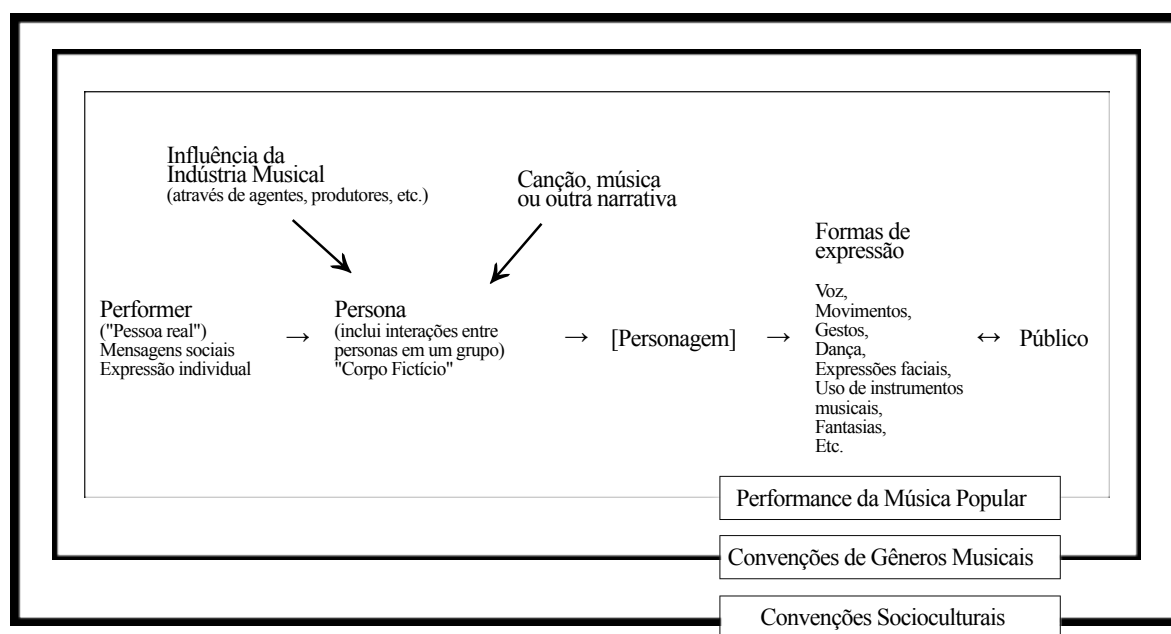 Influência da
Indústria Musical
(através de agentes, produtores, etc.)
Canção, música
ou outra narrativa
Performer
("Pessoa real")
Mensagens sociais
Expressão individual
→
Persona
(inclui interações entre
personas em um grupo)
"Corpo Fictício"
→
[Personagem]
→
Formas de
expressão
Voz,
Movimentos,
Gestos,
Dança,
Expressões faciais,
Uso de instrumentos
musicais,
Fantasias,
Etc.
↔
Público
Performance da Música Popular
Convenções de Gêneros Musicais
Convenções Socioculturais